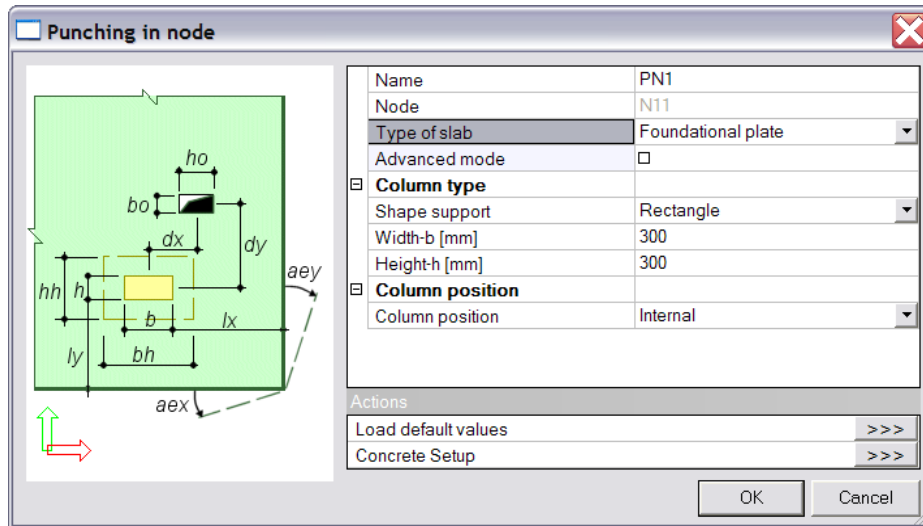 Punching in node
ho
bo
dx
dy
aey
hh
h
b
lx
ly
bh
aex
Name PN1
Node N11
Type of slab Foundational plate
Advanced mode
Column type
Shape support Rectangle
Width-b [mm] 300
Height-h [mm] 300
Column position
Column position Internal
Actions
Load default values >>>
Concrete Setup >>>
OK Cancel